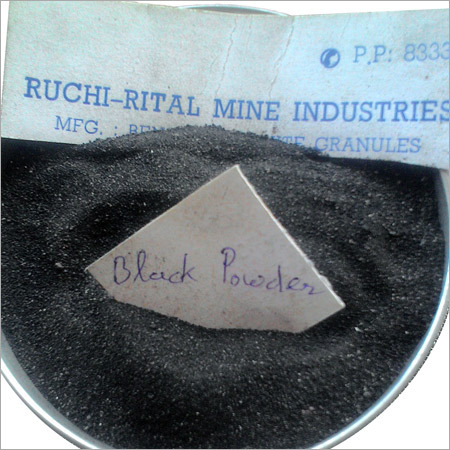 P.P: 8333
RUCHI-RITAL MINE INDUSTRIES
MFG. : GRANULES
Black Powder